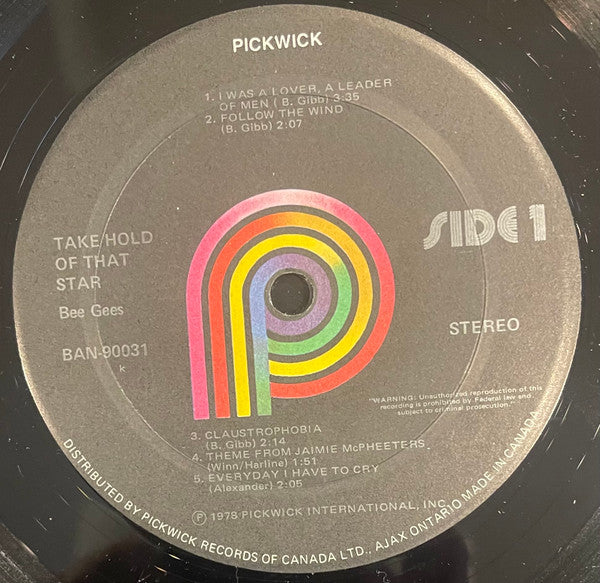 PICKWICK
1. I WAS A LOVER, A LEADER
OF MEN ( B. Gibb) 3:35
2. FOLLOW THE WIND
(B. Gibb) 2:07
TAKE HOLD
OF THAT
STAR
Bee Gees
BAN-90031
k
SIDE 1
STEREO
"WARNING: Unauthorized reproduction of this
recording is prohibited by Federal law and
subject to criminal prosecution."
3. CLAUSTROPHOBIA
(B. Gibb) 2:14
4. THEME FROM JAIMIE McPHEETERS
(Winn/Harline) 1:51
5. EVERYDAY I HAVE TO CRY
(Alexander) 2:05
℗ 1978 PICKWICK INTERNATIONAL, INC.
DISTRIBUTED BY PICKWICK RECORDS OF CANADA LTD., AJAX ONTARIO MADE IN CANADA